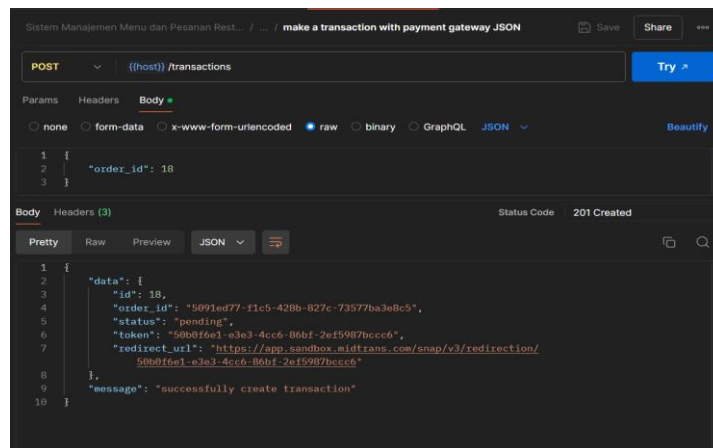 Sistem Manajemen Menu dan Pesanan Rest... / ... / make a transaction with payment gateway JSON Save Share
POST {{host}} /transactions Try
Params Headers Body
none form-data x-www-form-urlencoded raw binary GraphQL JSON Beautify
1 {
2 "order_id": 18
3 }
Body Headers (3) Status Code 201 Created
Pretty Raw Preview JSON
1 {
2 "data": {
3 "id": 18,
4 "order_id": "5091ed77-f1c5-428b-827c-73577ba3e8c5",
5 "status": "pending",
6 "token": "50b0f6e1-e3e3-4cc6-86bf-2ef5987bccc6",
7 "redirect_url": "https://app.sandbox.midtrans.com/snap/v3/redirection/
50b0f6e1-e3e3-4cc6-86bf-2ef5987bccc6"
8 },
9 "message": "successfully create transaction"
10 }